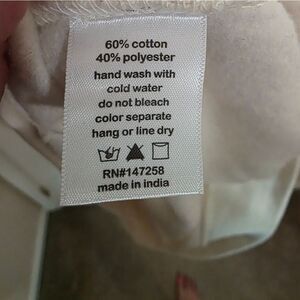 60% cotton
40% polyester
hand wash with
cold water
do not bleach
color separate
hang or line dry
RN#147258
made in india